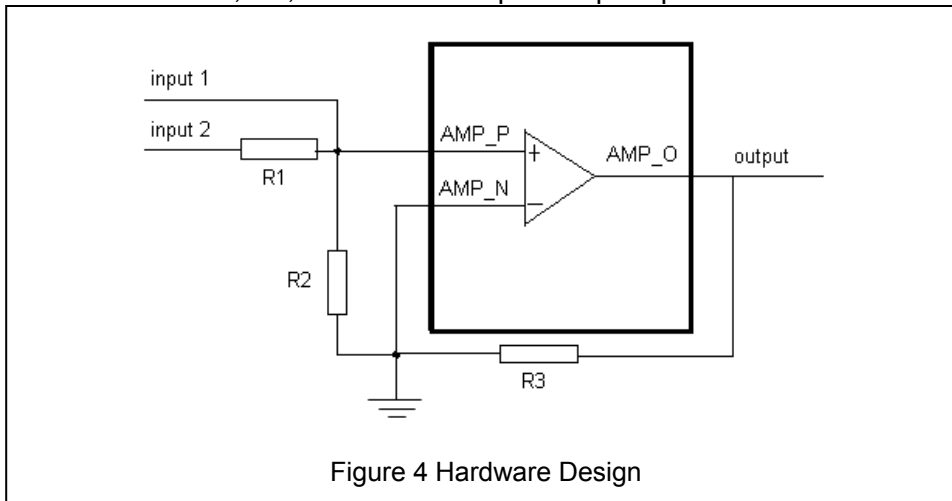 input 1
input 2
R1
AMP_P
AMP_N
AMP_O
output
R2
R3
Figure 4 Hardware Design